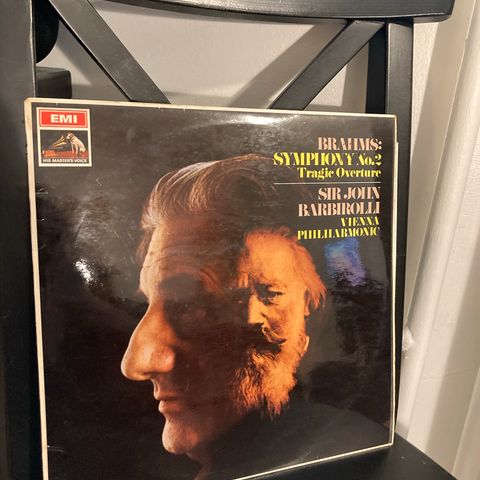 EMI
HIS MASTER'S VOICE
BRAHMS:
SYMPHONY No.2
Tragic Overture
SIR JOHN
BARBIROLLI
VIENNA
PHILHARMONIC